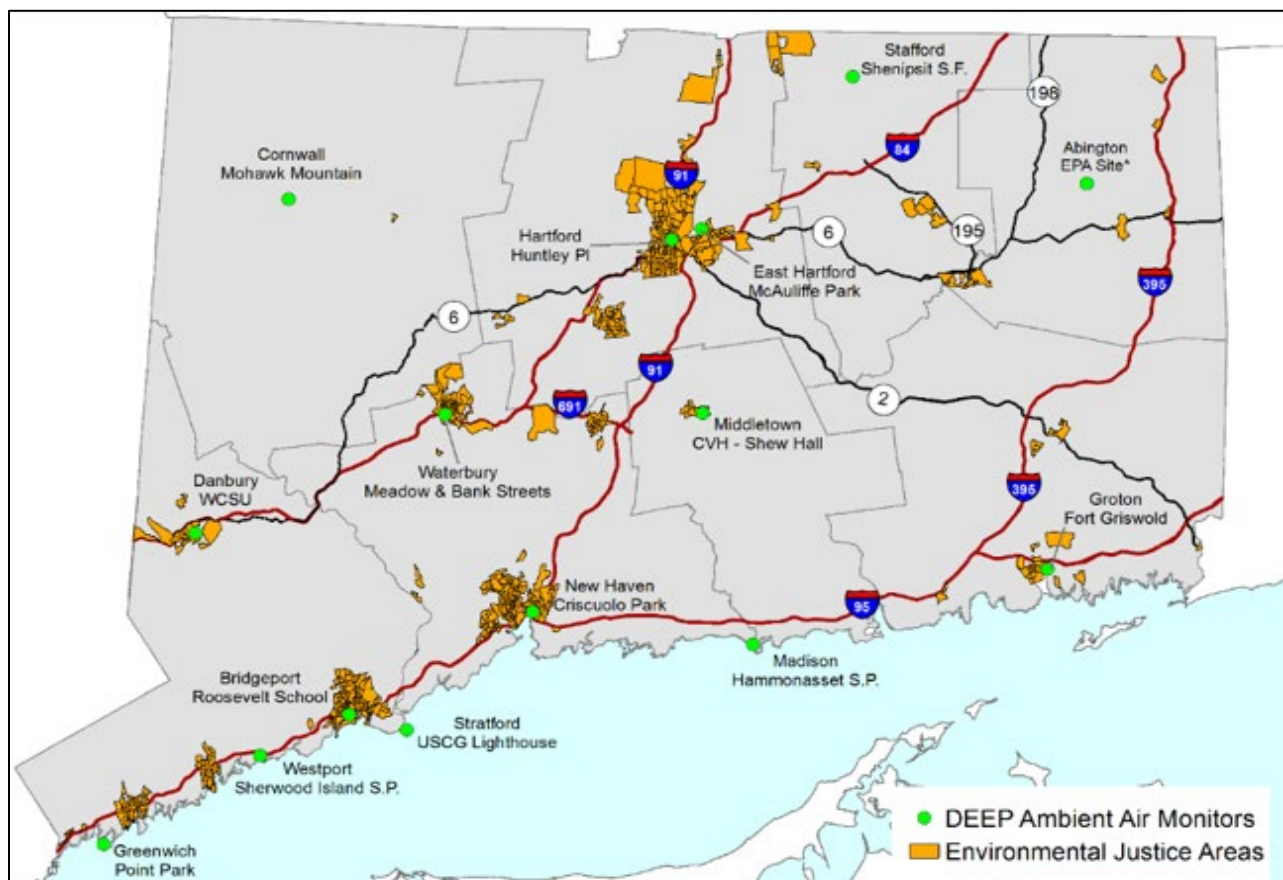 Stafford
Shenipsit S.F.
198
84
Abington
EPA Site*
Cornwall
Mohawk Mountain
91
Hartford
Huntley Pl
6
195
East Hartford
McAuliffe Park
395
6
91
2
691
Middletown
CVH - Shew Hall
Waterbury
Meadow & Bank Streets
Danbury
WCSU
395
Groton
Fort Griswold
New Haven
Criscuolo Park
95
Madison
Hammonasset S.P.
Bridgeport
Roosevelt School
Stratford
USCG Lighthouse
Westport
Sherwood Island S.P.
Greenwich
Point Park
DEEP Ambient Air Monitors
Environmental Justice Areas